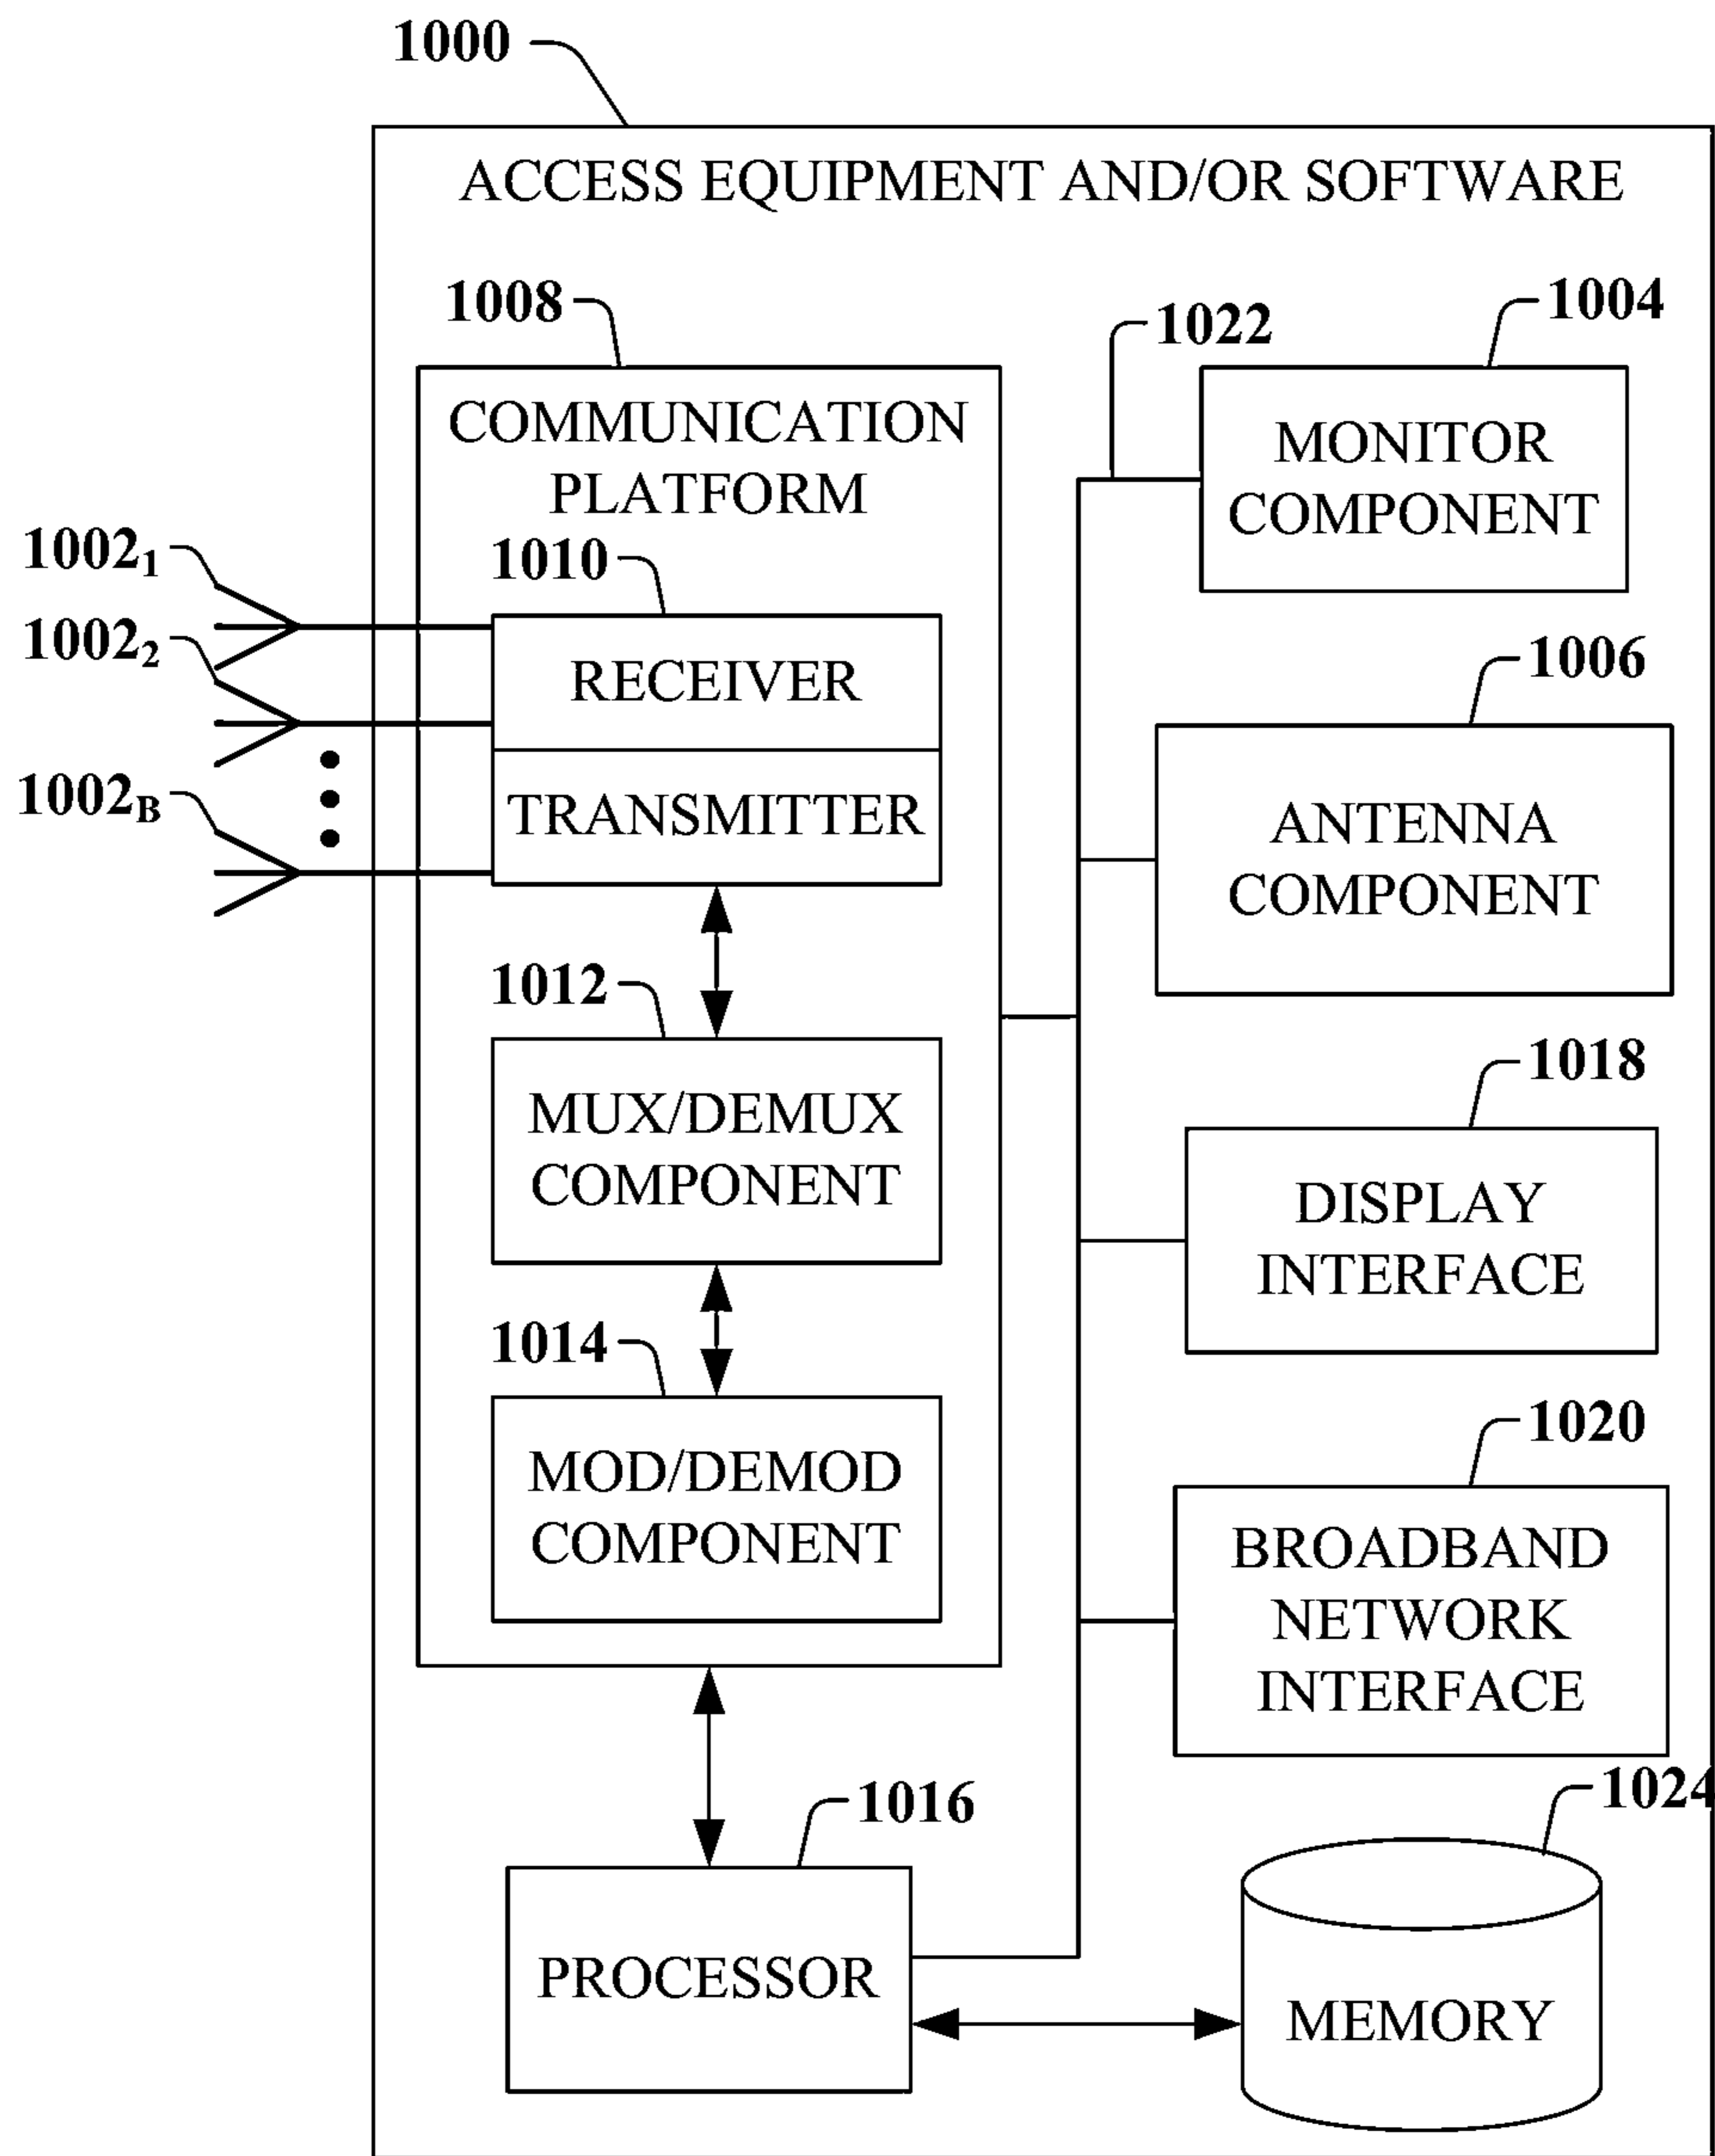 1000
ACCESS EQUIPMENT AND/OR SOFTWARE
1008
1022
1004
COMMUNICATION
PLATFORM
MONITOR
COMPONENT
1002₁
1010
1002₂
RECEIVER
1006
1002B
TRANSMITTER
ANTENNA
COMPONENT
1012
MUX/DEMUX
COMPONENT
1018
DISPLAY
INTERFACE
1014
MOD/DEMOD
COMPONENT
1020
BROADBAND
NETWORK
INTERFACE
1016
PROCESSOR
1024
MEMORY